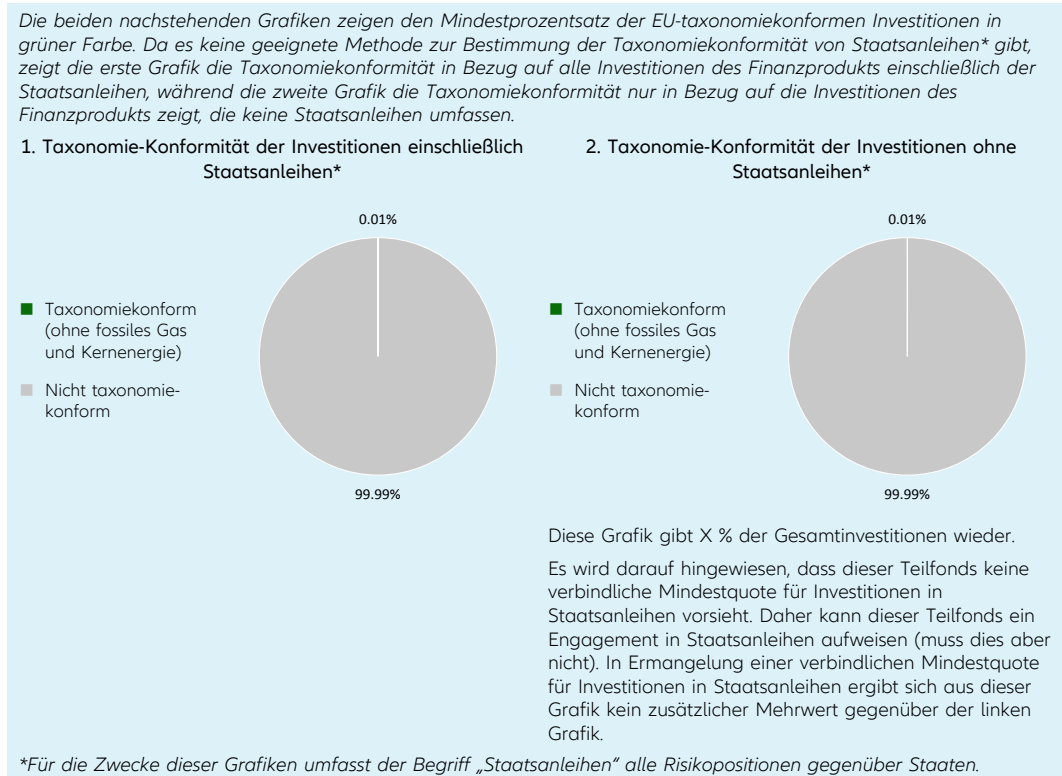 Die beiden nachstehenden Grafiken zeigen den Mindestprozentsatz der EU-taxonomiekonformen Investitionen in
grüner Farbe. Da es keine geeignete Methode zur Bestimmung der Taxonomiekonformität von Staatsanleihen* gibt,
zeigt die erste Grafik die Taxonomiekonformität in Bezug auf alle Investitionen des Finanzprodukts einschließlich der
Staatsanleihen, während die zweite Grafik die Taxonomiekonformität nur in Bezug auf die Investitionen des
Finanzprodukts zeigt, die keine Staatsanleihen umfassen.
1. Taxonomie-Konformität der Investitionen einschließlich
Staatsanleihen*
0.01%
Taxonomiekonform
(ohne fossiles Gas
und Kernenergie)
Nicht taxonomie-
konform
99.99%
2. Taxonomie-Konformität der Investitionen ohne
Staatsanleihen*
0.01%
Taxonomiekonform
(ohne fossiles Gas
und Kernenergie)
Nicht taxonomie-
konform
99.99%
Diese Grafik gibt X % der Gesamtinvestitionen wieder.
Es wird darauf hingewiesen, dass dieser Teilfonds keine
verbindliche Mindestquote für Investitionen in
Staatsanleihen vorsieht. Daher kann dieser Teilfonds ein
Engagement in Staatsanleihen aufweisen (muss dies aber
nicht). In Ermangelung einer verbindlichen Mindestquote
für Investitionen in Staatsanleihen ergibt sich aus dieser
Grafik kein zusätzlicher Mehrwert gegenüber der linken
Grafik.
*Für die Zwecke dieser Grafiken umfasst der Begriff „Staatsanleihen" alle Risikopositionen gegenüber Staaten.